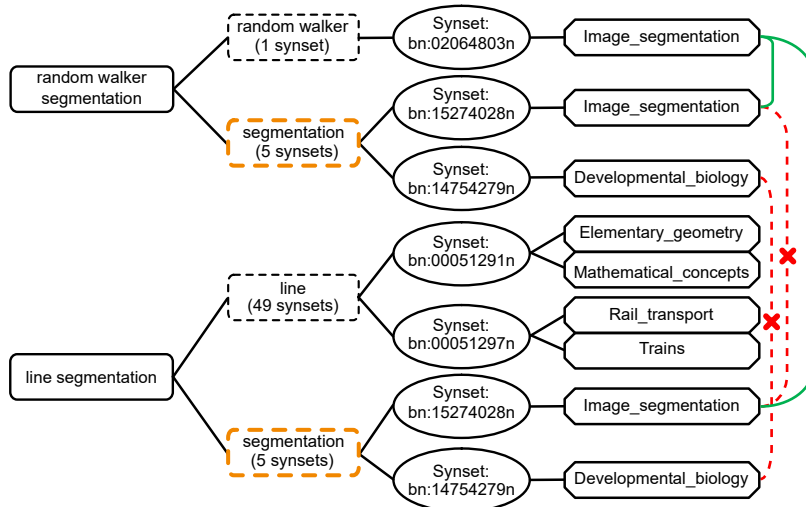 random walker
segmentation
random walker
(1 synset)
Synset:
bn:02064803n
Image_segmentation
segmentation
(5 synsets)
Synset:
bn:15274028n
Image_segmentation
Synset:
bn:14754279n
Developmental_biology
line segmentation
line
(49 synsets)
Synset:
bn:00051291n
Elementary_geometry
Mathematical_concepts
Synset:
bn:00051297n
Rail_transport
Trains
segmentation
(5 synsets)
Synset:
bn:15274028n
Image_segmentation
Synset:
bn:14754279n
Developmental_biology